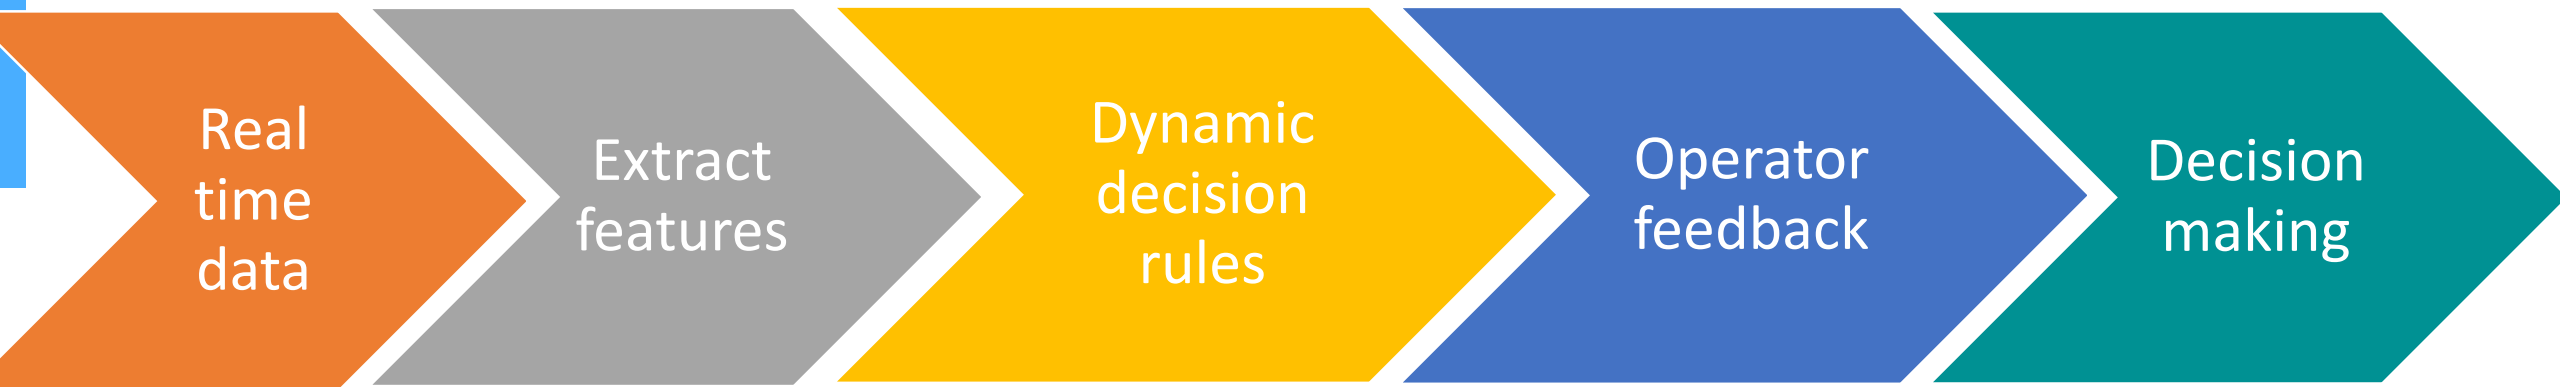 Real
time
data
Extract
features
Dynamic
decision
rules
Operator
feedback
Decision
making